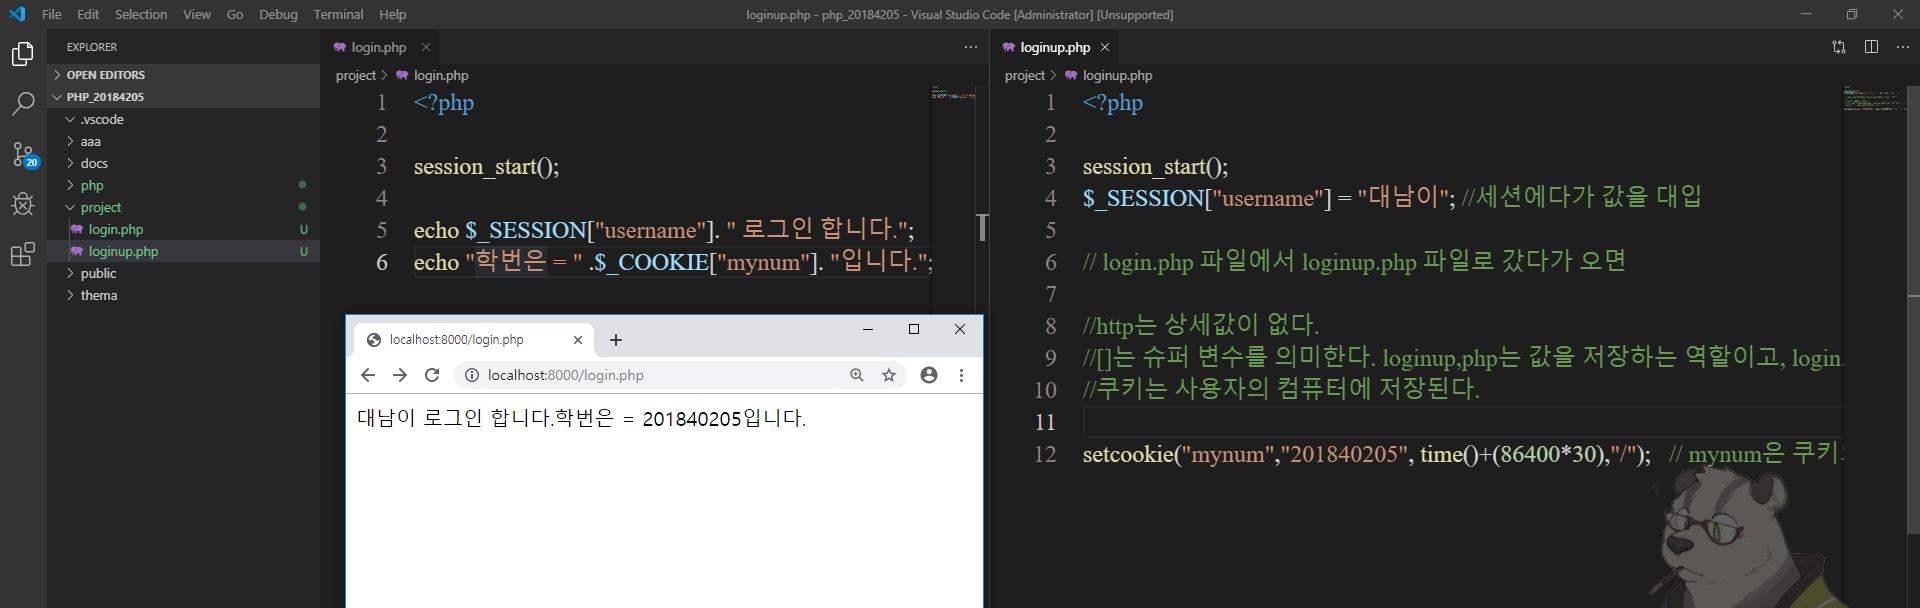 File Edit Selection View Go Debug Terminal Help
loginup.php - php_20184205 - Visual Studio Code [Administrator] [Unsupported]
EXPLORER
OPEN EDITORS
PHP_20184205
.vscode
aaa
docs
php
project
login.php U
loginup.php U
public
thema
20
login.php
project > login.php
1 <?php
2
3 session_start();
4
5 echo $_SESSION["username"]. " 로그인 합니다.";
6 echo "학번은 = " .$_COOKIE["mynum"]. "입니다.";
localhost:8000/login.php
localhost:8000/login.php
대남이 로그인 합니다.학번은 = 201840205입니다.
loginup.php
project > loginup.php
1 <?php
2
3 session_start();
4 $_SESSION["username"] = "대남이"; //세션에다가 값을 대입
5
6 // login.php 파일에서 loginup.php 파일로 갔다가 오면
7
8 //http는 상세값이 없다.
9 //[]는 슈퍼 변수를 의미한다. loginup,php는 값을 저장하는 역할이고, login.
10 //쿠키는 사용자의 컴퓨터에 저장된다.
11
12 setcookie("mynum","201840205", time()+(86400*30),"/"); // mynum은 쿠키